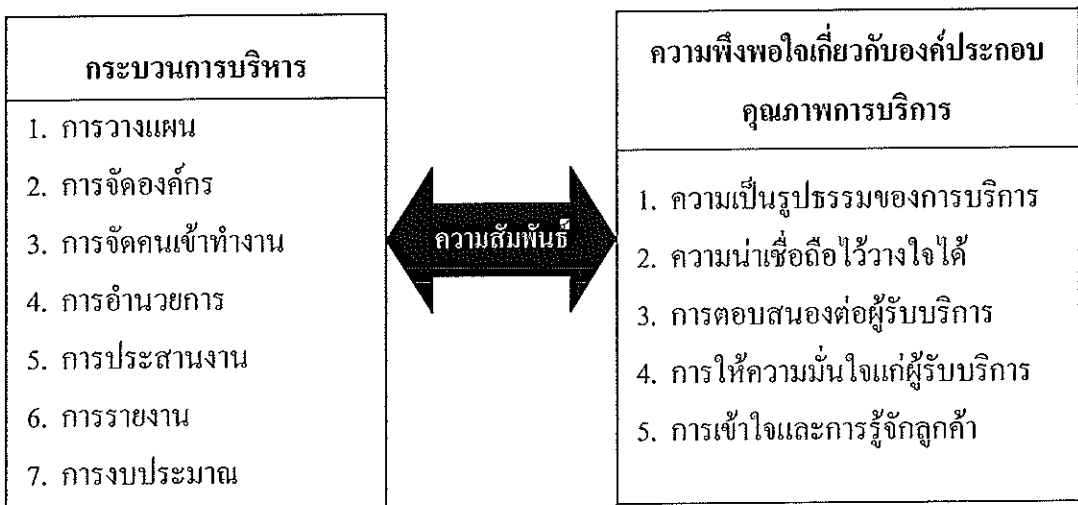 กระบวนการบริหาร
1. การวางแผน
2. การจัดองค์กร
3. การจัดคนเข้าทำงาน
4. การอำนวยการ
5. การประสานงาน
6. การรายงาน
7. การงบประมาณ
ความสัมพันธ์
ความพึงพอใจเกี่ยวกับองค์ประกอบ
คุณภาพการบริการ
1. ความเป็นรูปธรรมของการบริการ
2. ความน่าเชื่อถือไว้วางใจได้
3. การตอบสนองต่อผู้รับบริการ
4. การให้ความมั่นใจแก่ผู้รับบริการ
5. การเข้าใจและการรู้จักลูกค้า